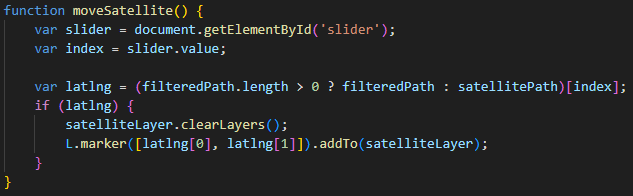 function moveSatellite() {
    var slider = document.getElementById('slider');
    var index = slider.value;

    var latlng = (filteredPath.length > 0 ? filteredPath : satellitePath)[index];
    if (latlng) {
        satelliteLayer.clearLayers();
        L.marker([latlng[0], latlng[1]]).addTo(satelliteLayer);
    }
}